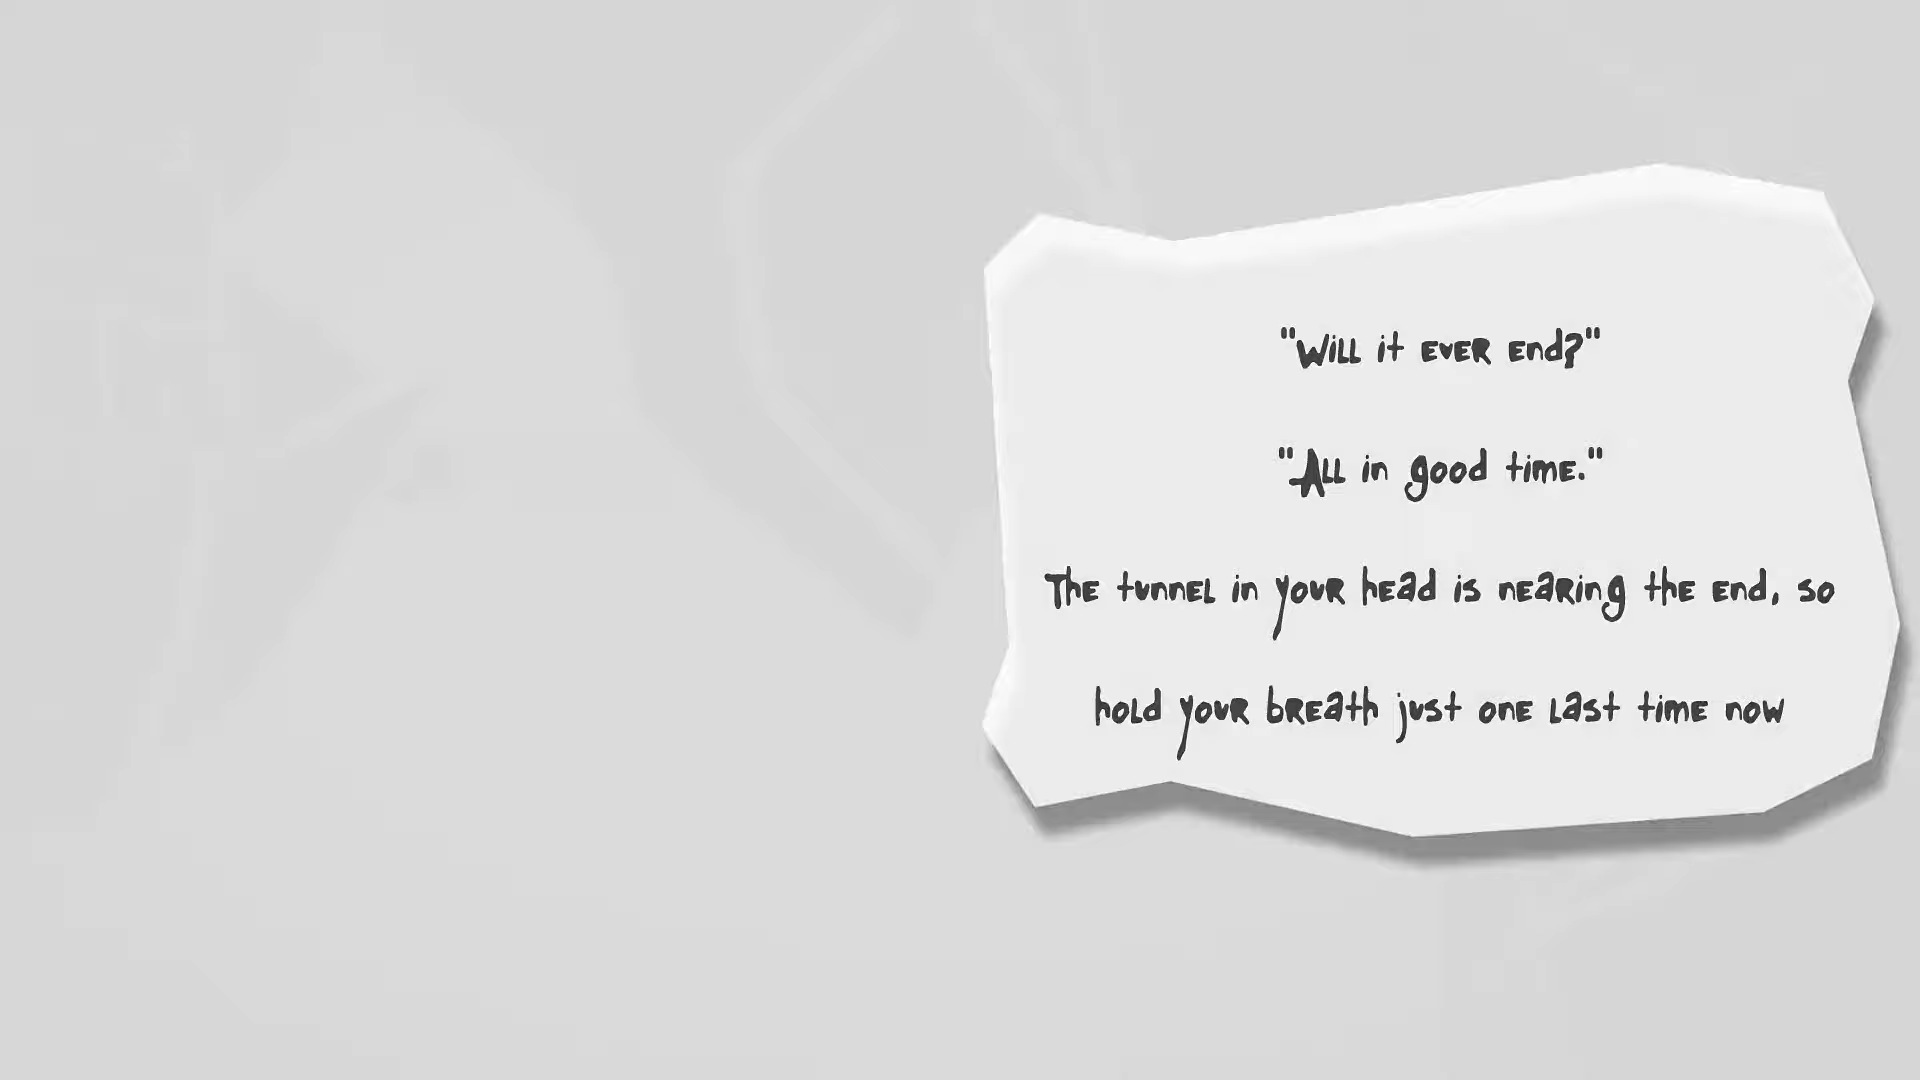 "Will it ever end?"
"All in good time."
The tunnel in your head is nearing the end, so
hold your breath just one last time now